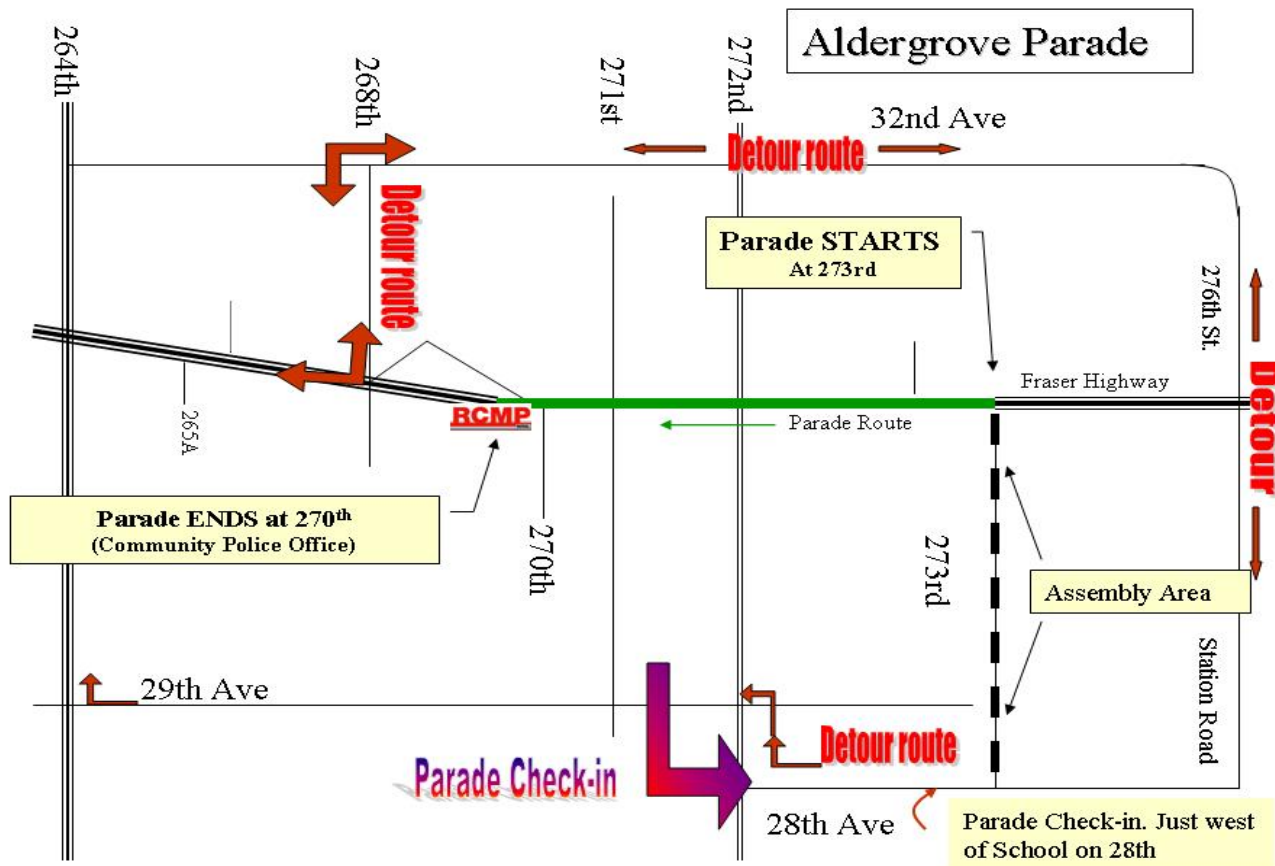 Aldergrove Parade
264th
268th
271st
272nd
32nd Ave
Detour route
Detour route
Parade STARTS
At 273rd
276th St.
Fraser Highway
Detour
265A
RCMP
Parade Route
Parade ENDS at 270th
(Community Police Office)
270th
273rd
Assembly Area
Station Road
29th Ave
Detour route
Parade Check-in
28th Ave
Parade Check-in. Just west
of School on 28th